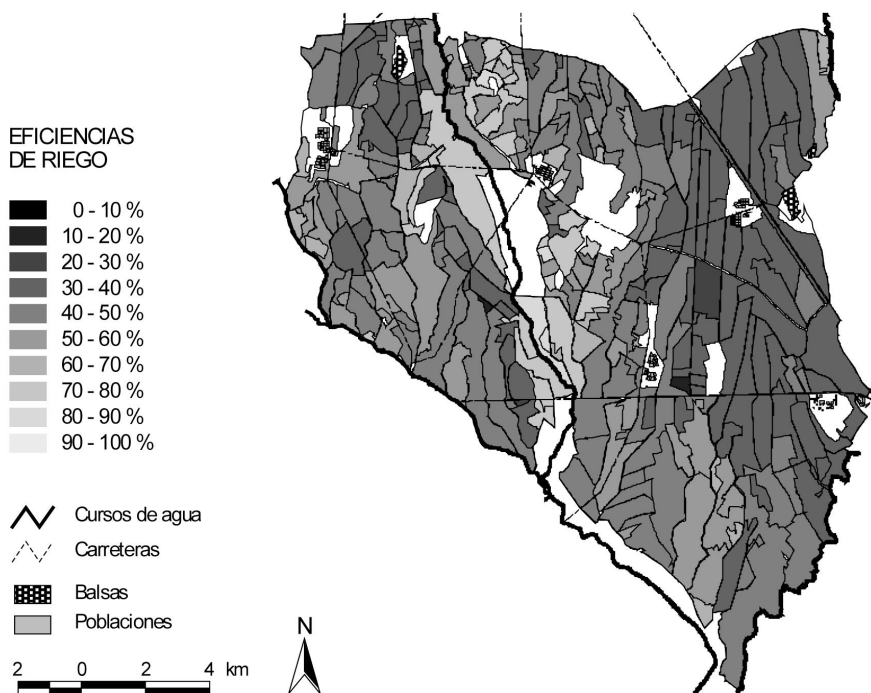 EFICIENCIAS
DE RIEGO
0 - 10 %
10 - 20 %
20 - 30 %
30 - 40 %
40 - 50 %
50 - 60 %
60 - 70 %
70 - 80 %
80 - 90 %
90 - 100 %
Cursos de agua
Carreteras
Balsas
Poblaciones
2 0 2 4 km
N